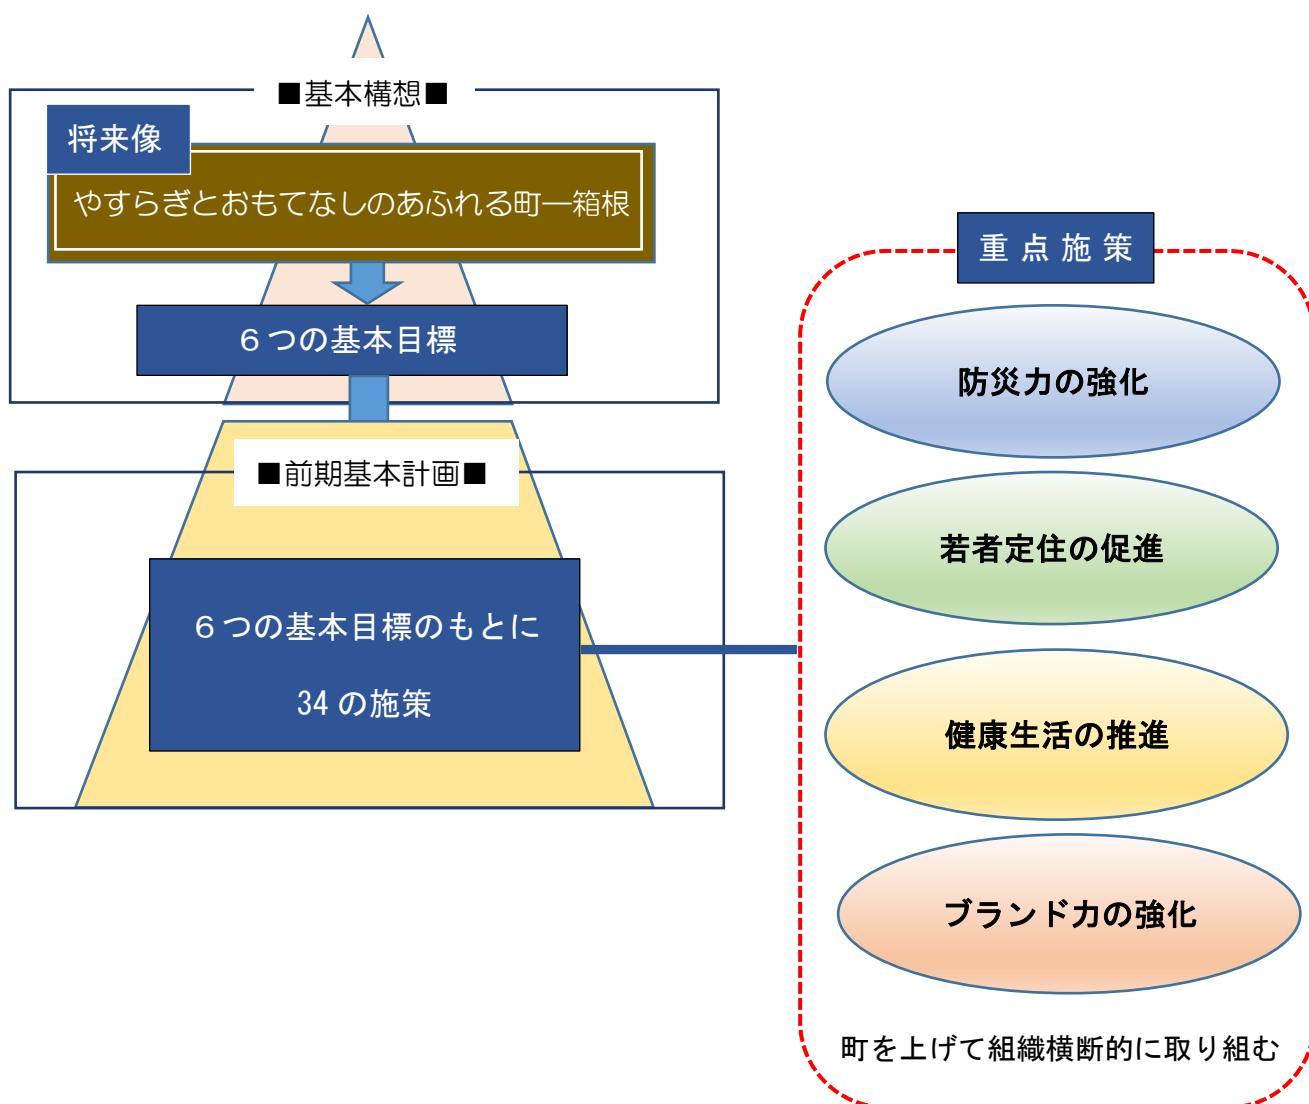 ■基本構想■
将来像
やすらぎとおもてなしのあふれる町―箱根
６つの基本目標
■前期基本計画■
６つの基本目標のもとに
34 の施策
重 点 施 策
防災力の強化
若者定住の促進
健康生活の推進
ブランド力の強化
町を上げて組織横断的に取り組む